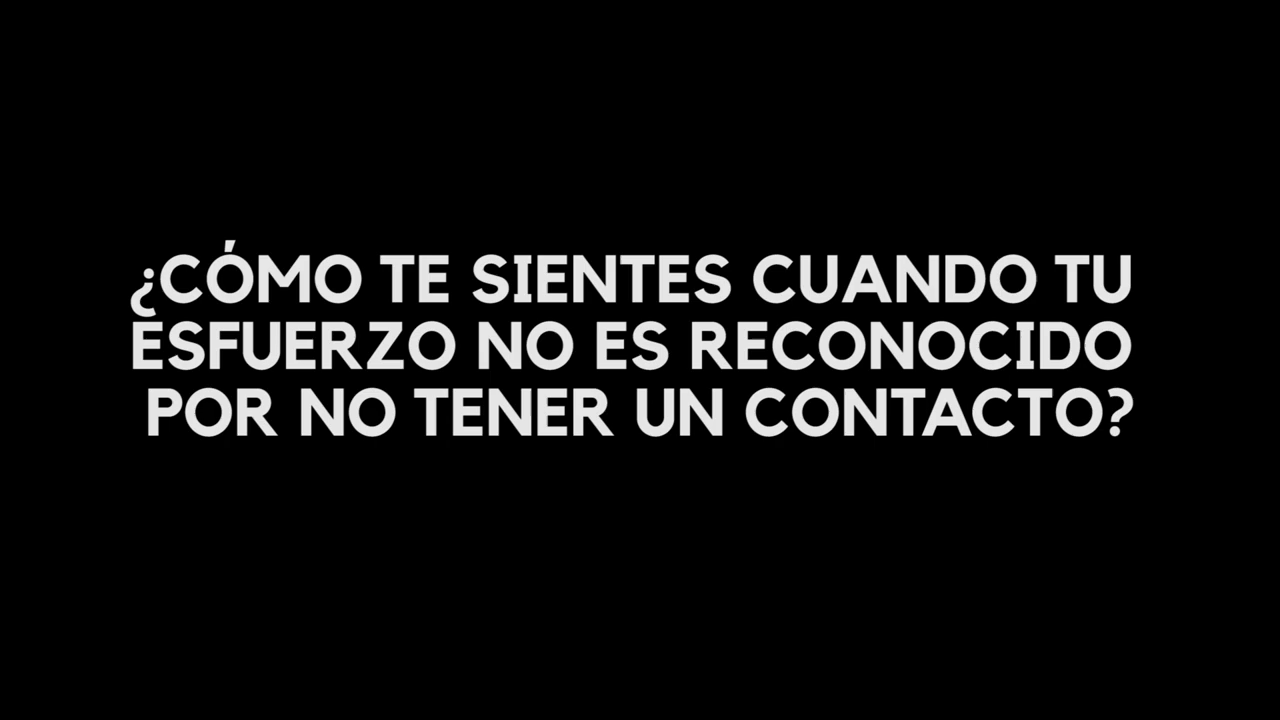 ¿CÓMO TE SIENTES CUANDO TU
ESFUERZO NO ES RECONOCIDO
POR NO TENER UN CONTACTO?